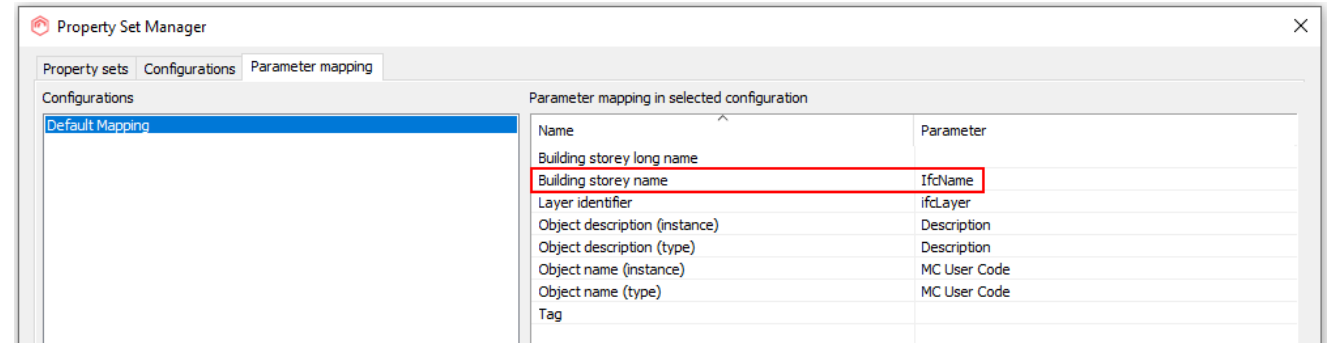 Property Set Manager
Property sets Configurations Parameter mapping
Configurations
Parameter mapping in selected configuration
Default Mapping
Name Parameter
Building storey long name
Building storey name IfcName
Layer identifier ifcLayer
Object description (instance) Description
Object description (type) Description
Object name (instance) MC User Code
Object name (type) MC User Code
Tag